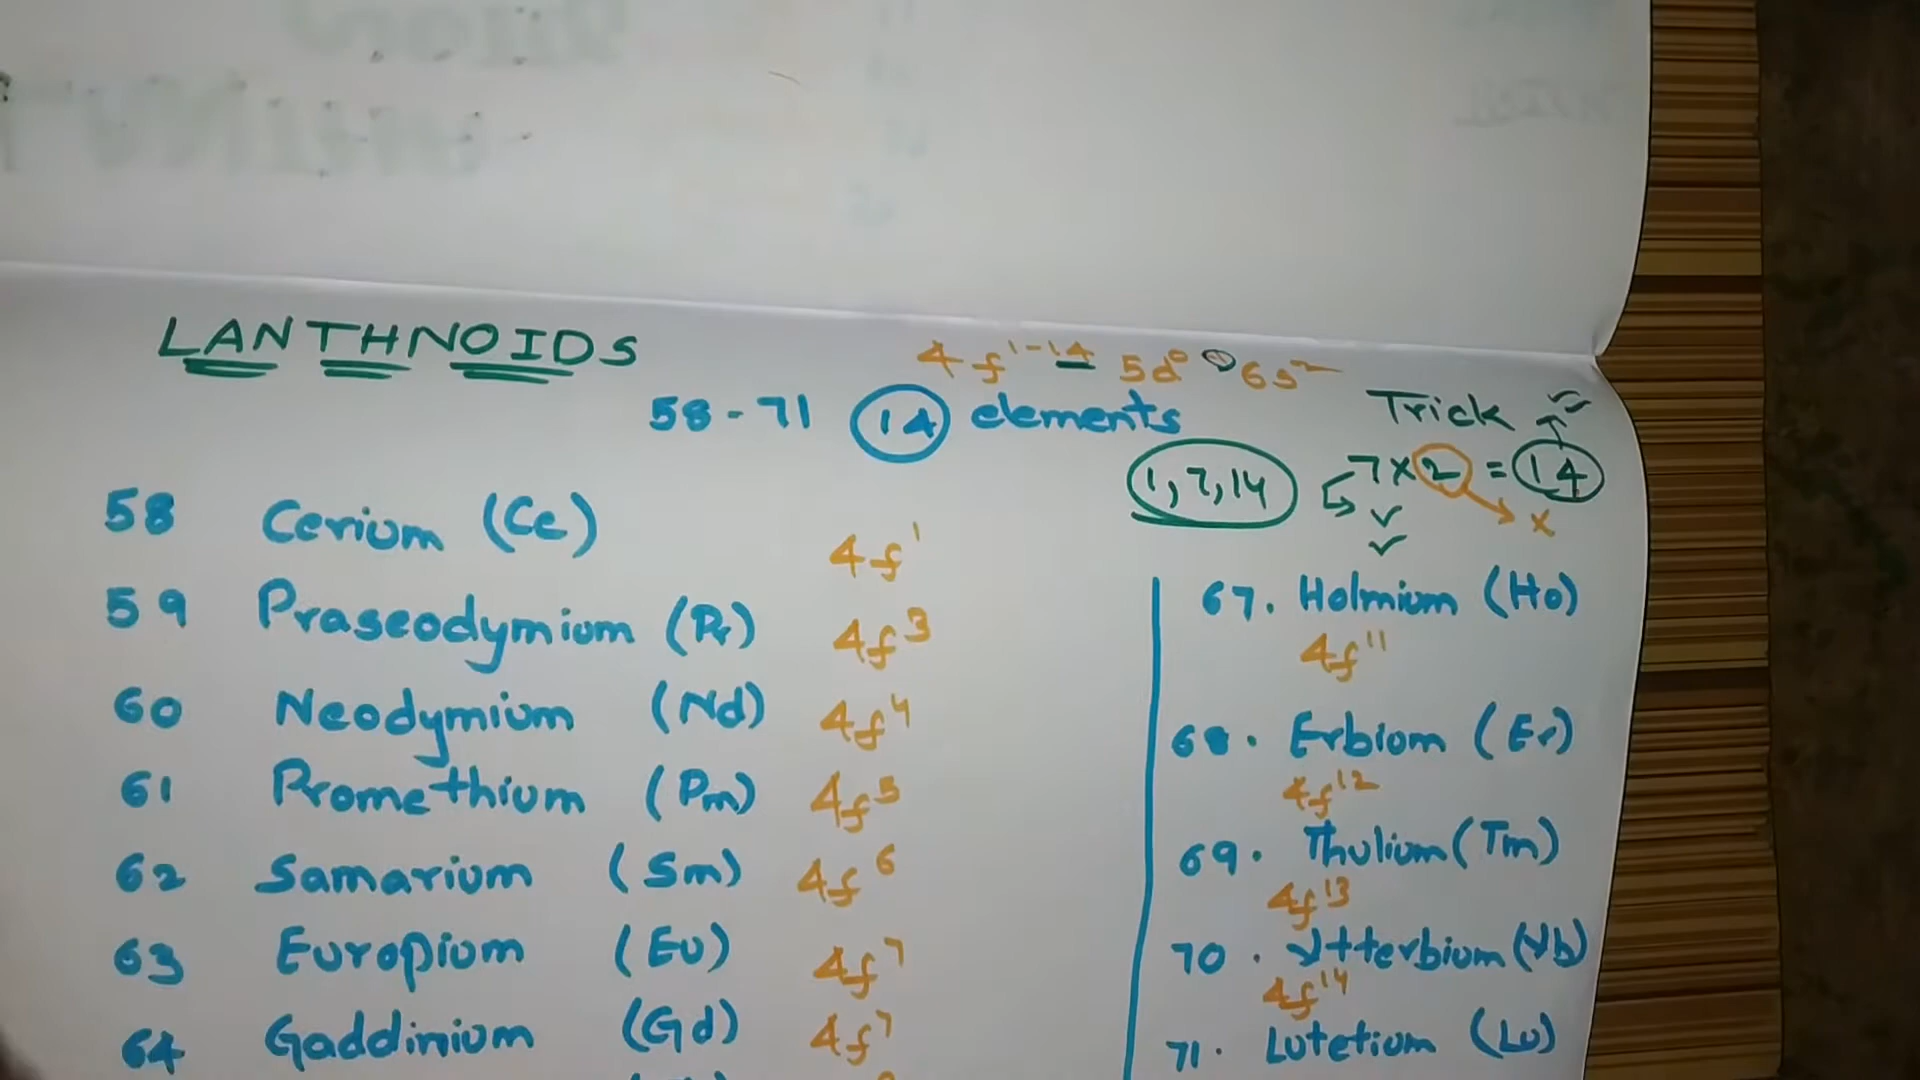 LANTHNOIDS
4f¹⁻¹⁴ 5d⁰ 6s²
58 - 71 14 elements
Trick
1, 7, 14
7 x 2 = 14
x
58 Cerium (Ce) 4f¹
59 Praseodymium (Pr) 4f³
60 Neodymium (Nd) 4f⁴
61 Promethium (Pm) 4f⁵
62 Samarium (Sm) 4f⁶
63 Europium (Eu) 4f⁷
64 Gaddinium (Gd) 4f⁷
67. Holmium (Ho)
4f¹¹
68. Erbium (Er)
4f¹²
69. Thulium (Tm)
4f¹³
70. Ytterbium (Yb)
4f¹⁴
71. Lutetium (Lu)